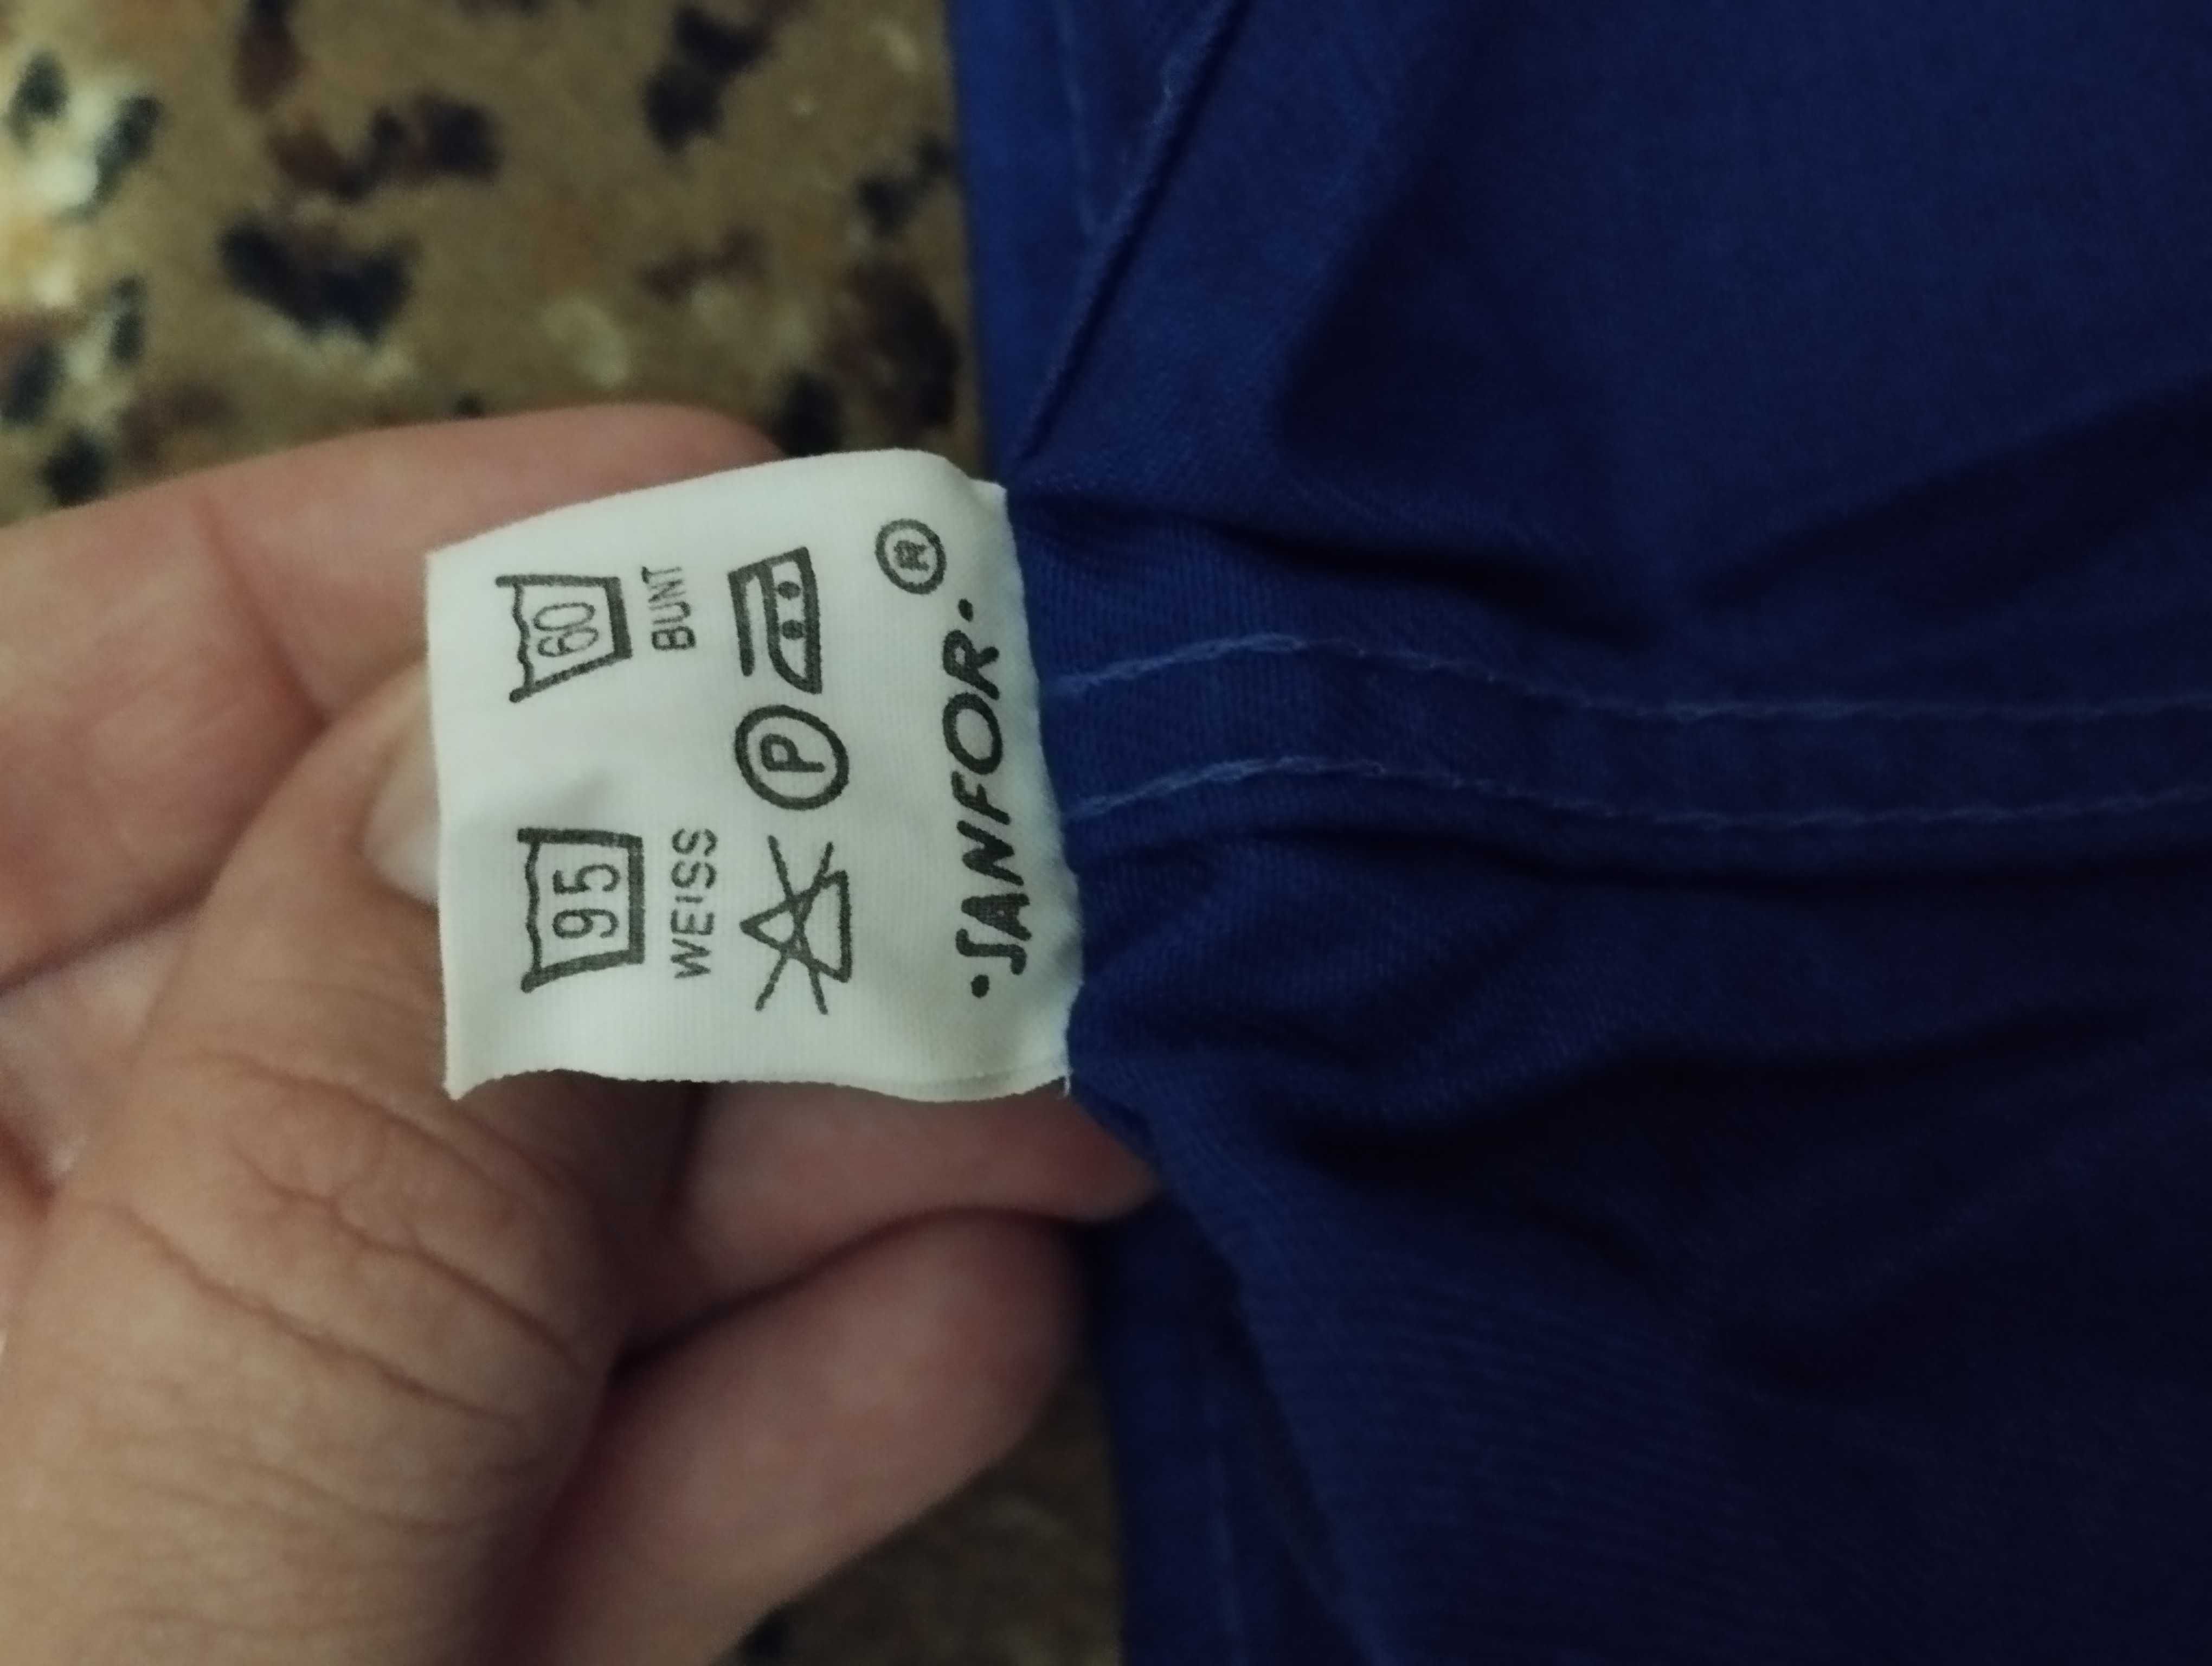 95 60
WEISS BUNT
P
SANFOR ®